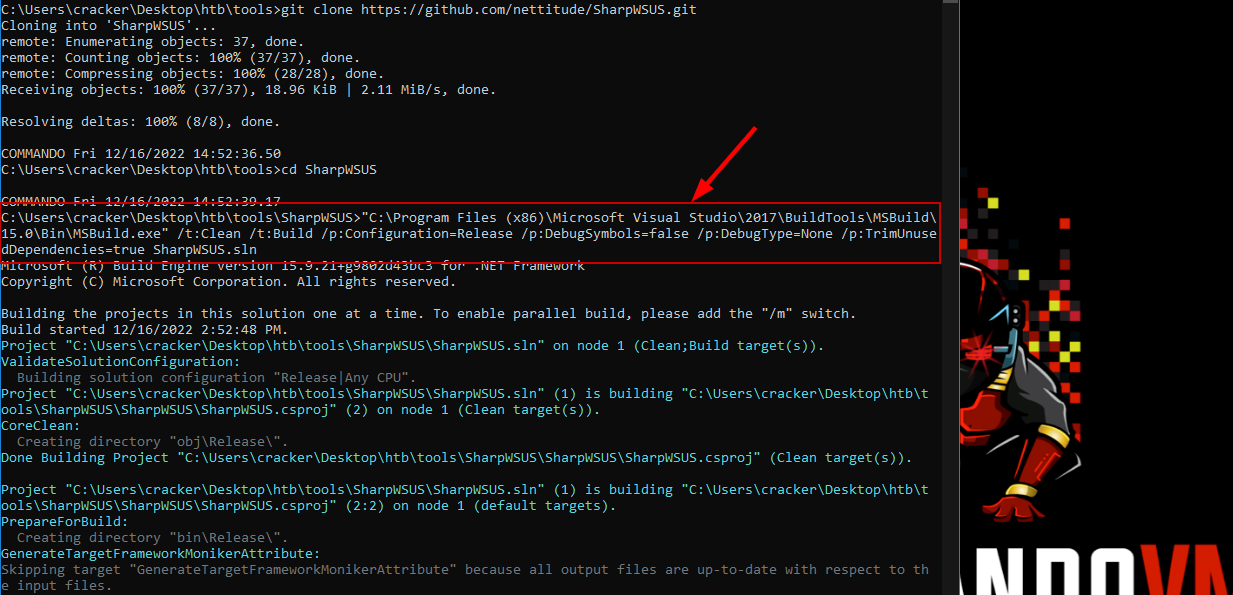 C:\Users\cracker\Desktop\htb\tools>git clone https://github.com/nettitude/SharpWSUS.git
Cloning into 'SharpWSUS'...
remote: Enumerating objects: 37, done.
remote: Counting objects: 100% (37/37), done.
remote: Compressing objects: 100% (28/28), done.
Receiving objects: 100% (37/37), 18.96 KiB | 2.11 MiB/s, done.
Resolving deltas: 100% (8/8), done.
COMMANDO Fri 12/16/2022 14:52:36.50
C:\Users\cracker\Desktop\htb\tools>cd SharpWSUS
COMMANDO Fri 12/16/2022 14:52:39.17
C:\Users\cracker\Desktop\htb\tools\SharpWSUS>"C:\Program Files (x86)\Microsoft Visual Studio\2017\BuildTools\MSBuild\
15.0\Bin\MSBuild.exe" /t:Clean /t:Build /p:Configuration=Release /p:DebugSymbols=false /p:DebugType=None /p:TrimUnuse
dDependencies=true SharpWSUS.sln
Microsoft (R) Build Engine version 15.9.21+g9802d43bc3 for .NET Framework
Copyright (C) Microsoft Corporation. All rights reserved.
Building the projects in this solution one at a time. To enable parallel build, please add the "/m" switch.
Build started 12/16/2022 2:52:48 PM.
Project "C:\Users\cracker\Desktop\htb\tools\SharpWSUS\SharpWSUS.sln" on node 1 (Clean;Build target(s)).
ValidateSolutionConfiguration:
  Building solution configuration "Release|Any CPU".
Project "C:\Users\cracker\Desktop\htb\tools\SharpWSUS\SharpWSUS.sln" (1) is building "C:\Users\cracker\Desktop\htb\t
ools\SharpWSUS\SharpWSUS\SharpWSUS.csproj" (2) on node 1 (Clean target(s)).
CoreClean:
  Creating directory "obj\Release\".
Done Building Project "C:\Users\cracker\Desktop\htb\tools\SharpWSUS\SharpWSUS\SharpWSUS.csproj" (Clean target(s)).
Project "C:\Users\cracker\Desktop\htb\tools\SharpWSUS\SharpWSUS.sln" (1) is building "C:\Users\cracker\Desktop\htb\t
ools\SharpWSUS\SharpWSUS\SharpWSUS.csproj" (2:2) on node 1 (default targets).
PrepareForBuild:
  Creating directory "bin\Release\".
GenerateTargetFrameworkMonikerAttribute:
Skipping target "GenerateTargetFrameworkMonikerAttribute" because all output files are up-to-date with respect to th
e input files.
NDOVA